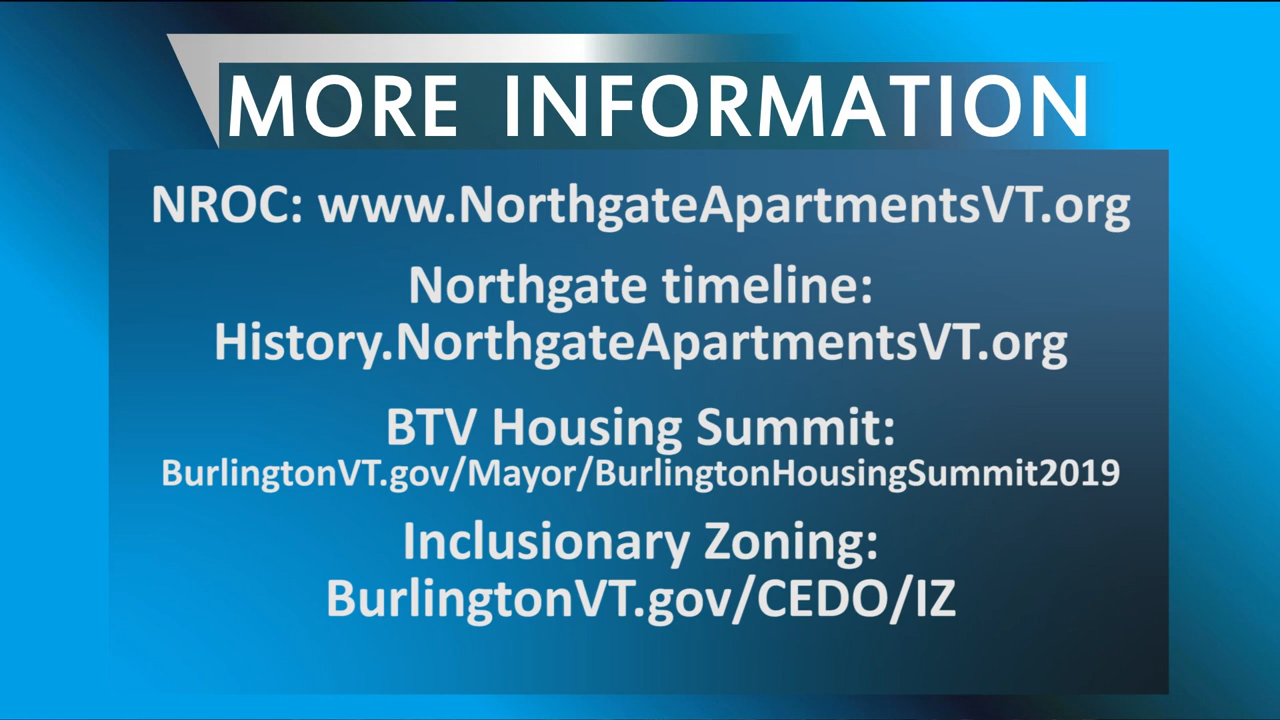 MORE INFORMATION
NROC: www.NorthgateApartmentsVT.org
Northgate timeline:
History.NorthgateApartmentsVT.org
BTV Housing Summit:
BurlingtonVT.gov/Mayor/BurlingtonHousingSummit2019
Inclusionary Zoning:
BurlingtonVT.gov/CEDO/IZ